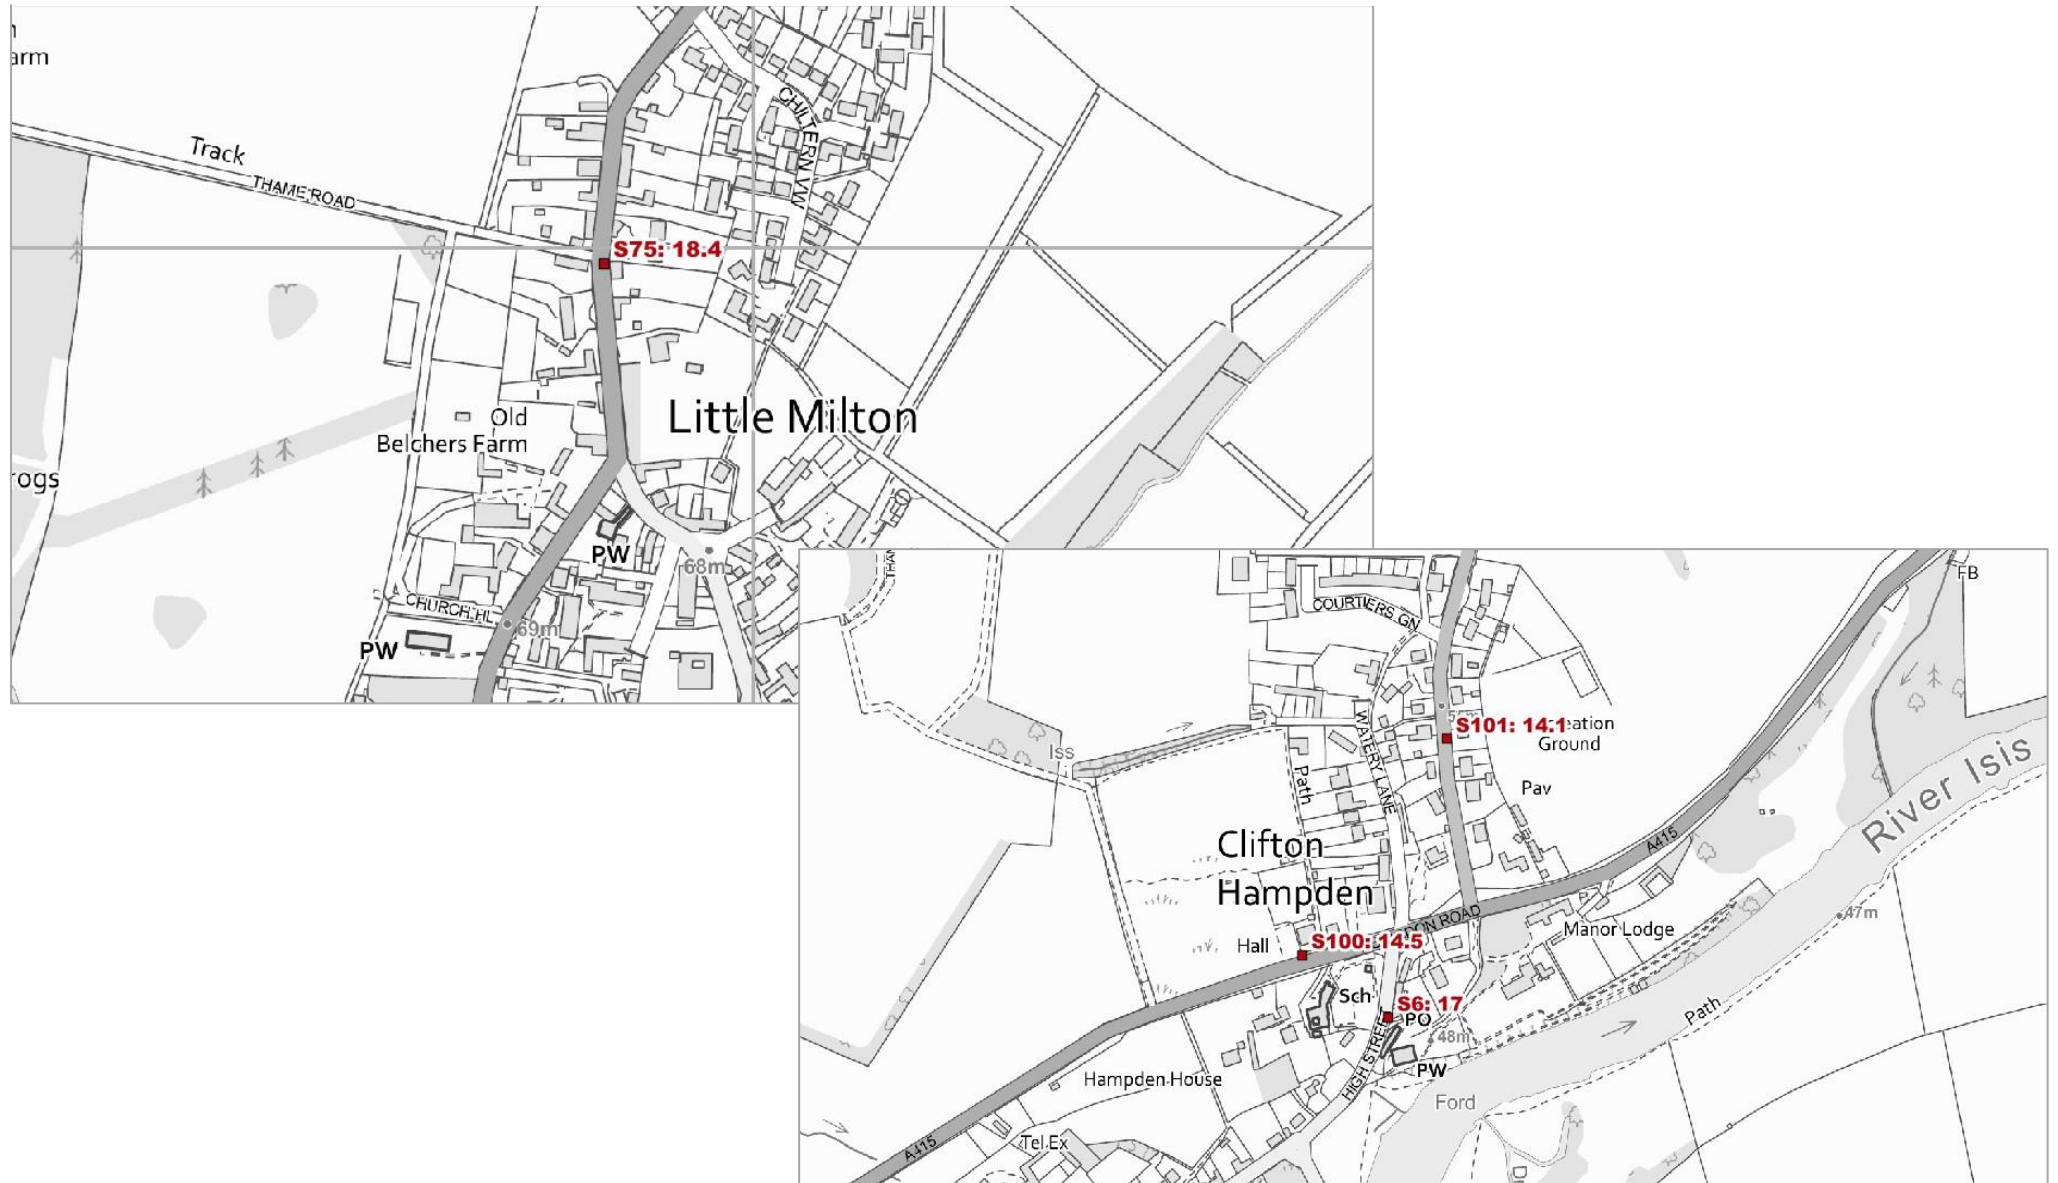 arm
Track
THAME ROAD
CHILTERN VW
S75: 18.4
Little Milton
Old
Belchers Farm
rogs
PW
68m
CHURCH HL
69m
PW
THAM
FB
COURTIERS GN
S101: 14.1
eation
Ground
WATERY LANE
Iss
Path
Pav
River Isis
Clifton
Hampden
A415
DON ROAD
47m
Manor Lodge
Hall
S100: 14.5
Sch
S6: 17
PO
48m
Path
HIGH STREET
PW
Hampden House
Ford
Tel Ex
A415